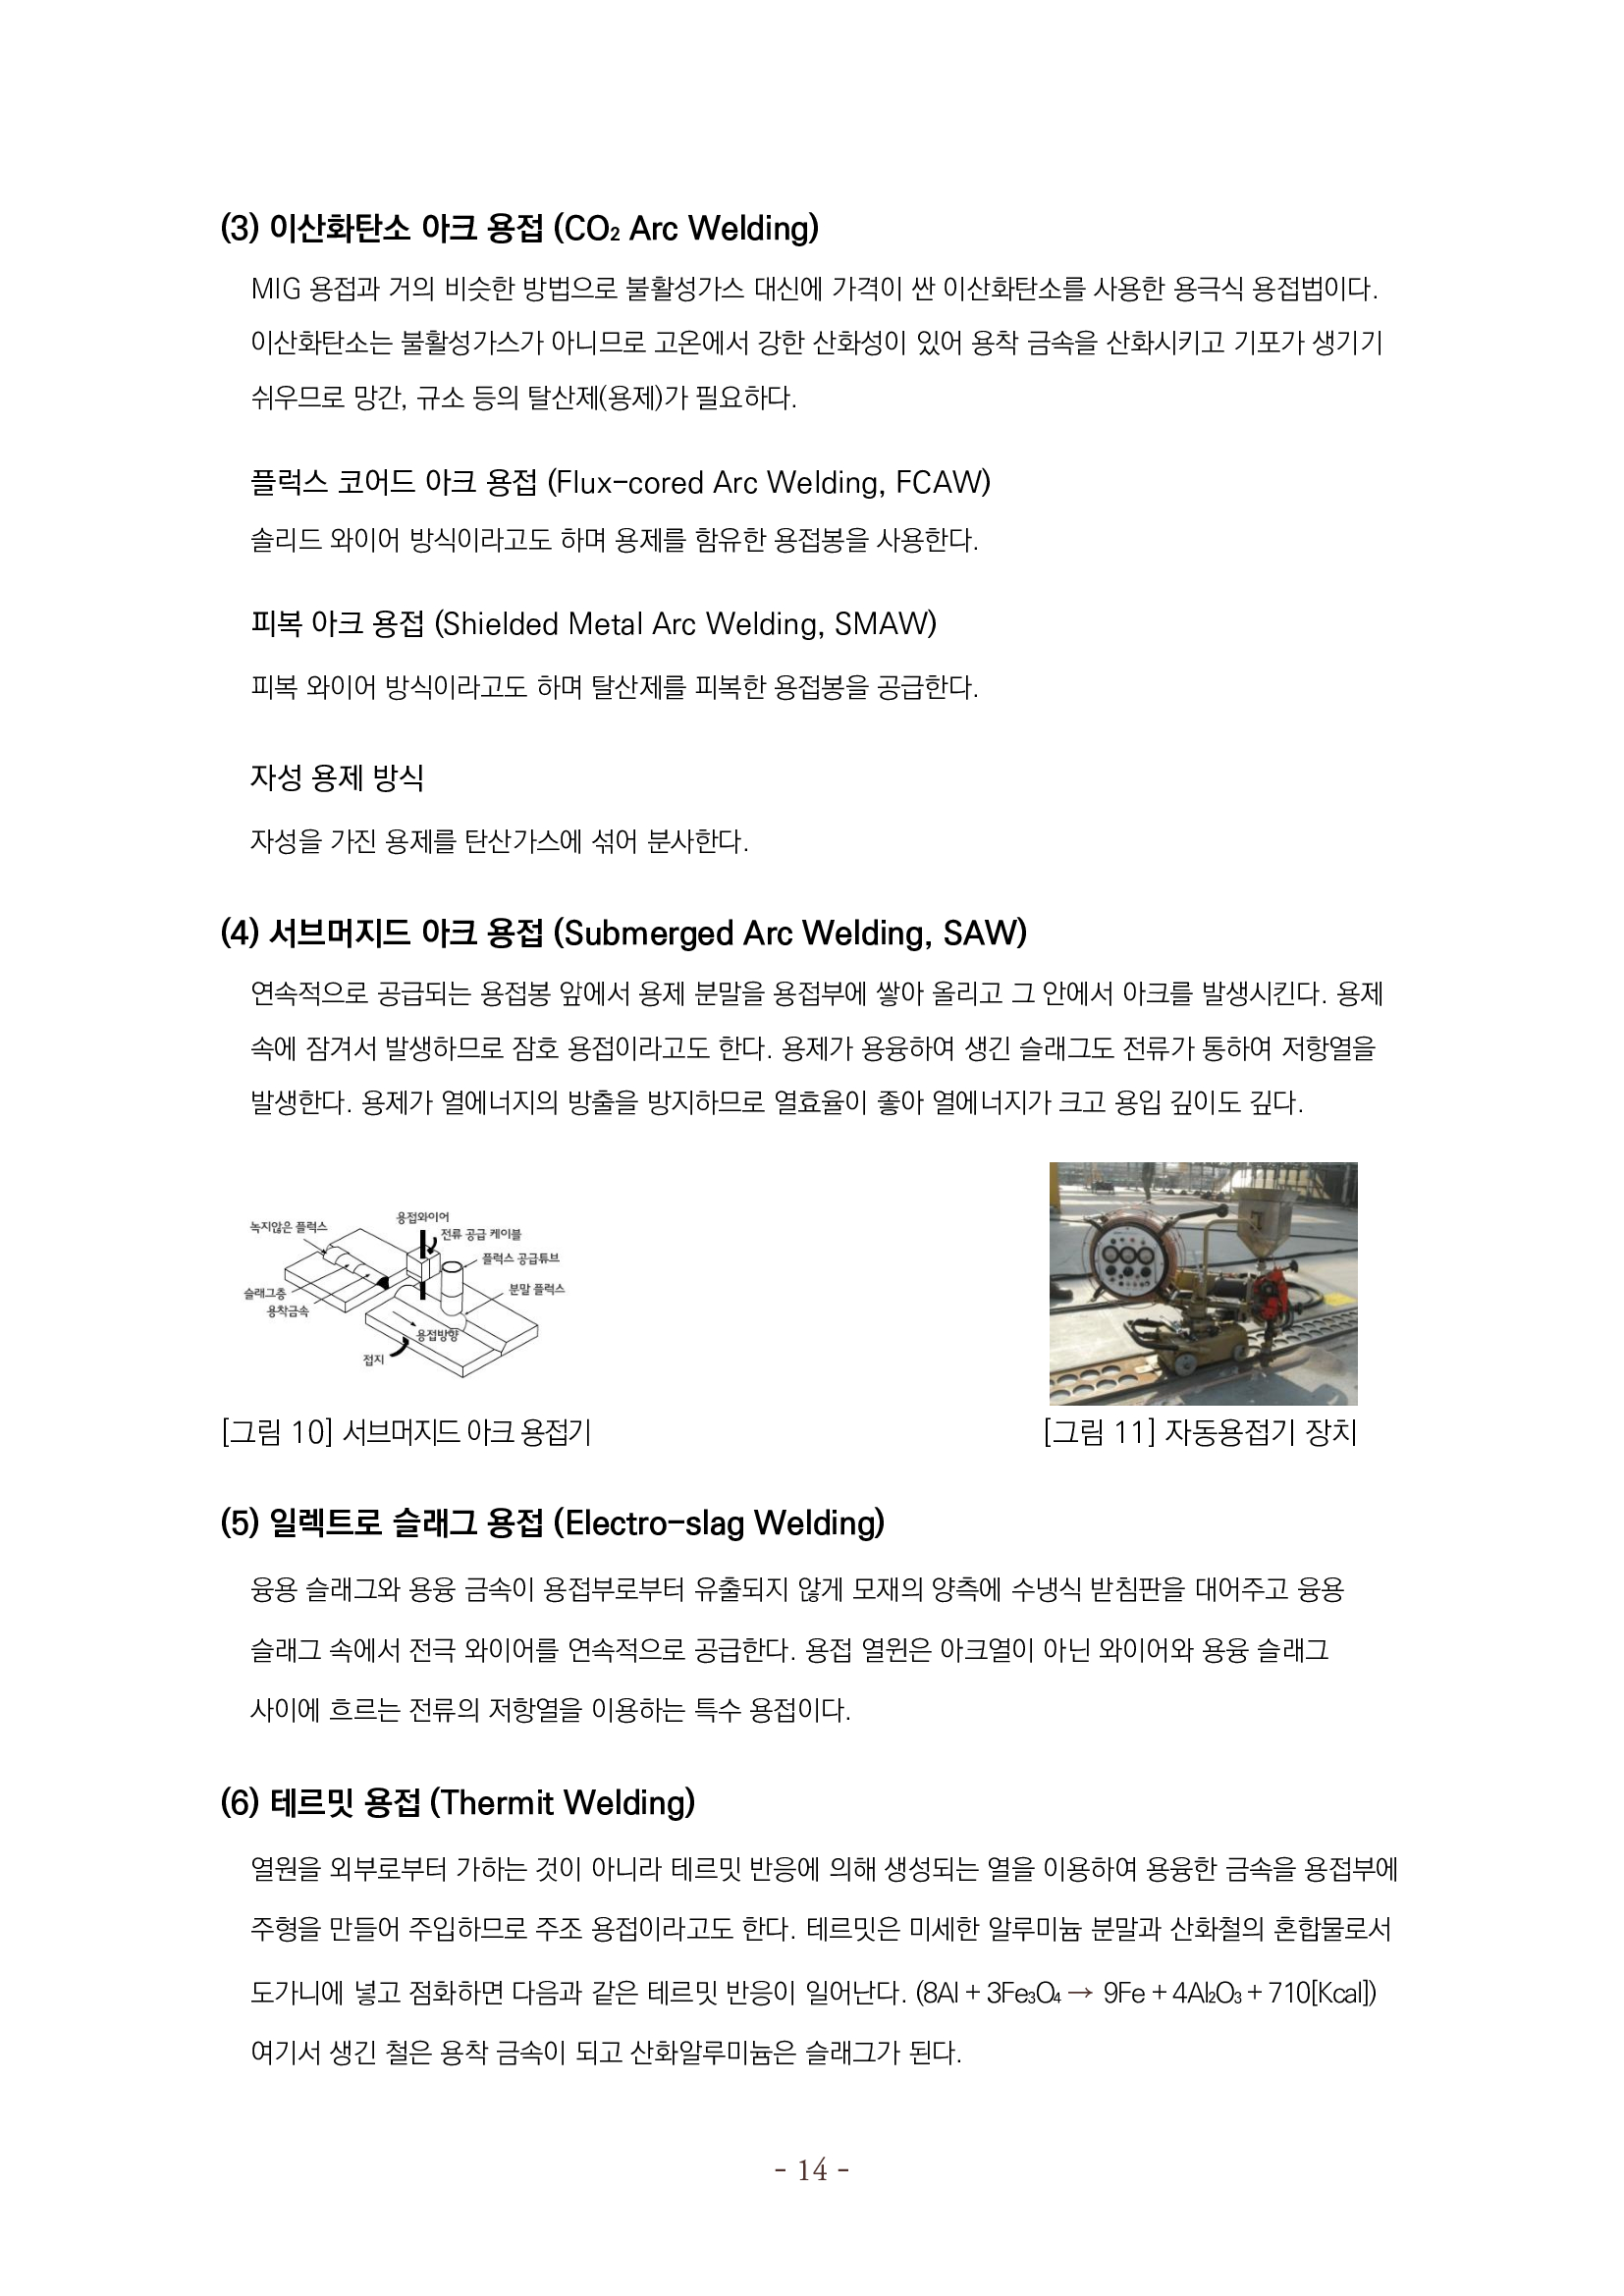 (3) 이산화탄소 아크 용접 (CO₂ Arc Welding)
MIG 용접과 거의 비슷한 방법으로 불활성가스 대신에 가격이 싼 이산화탄소를 사용한 용극식 용접법이다.
이산화탄소는 불활성가스가 아니므로 고온에서 강한 산화성이 있어 용착 금속을 산화시키고 기포가 생기기
쉬우므로 망간, 규소 등의 탈산제(용제)가 필요하다.
플럭스 코어드 아크 용접 (Flux-cored Arc Welding, FCAW)
솔리드 와이어 방식이라고도 하며 용제를 함유한 용접봉을 사용한다.
피복 아크 용접 (Shielded Metal Arc Welding, SMAW)
피복 와이어 방식이라고도 하며 탈산제를 피복한 용접봉을 공급한다.
자성 용제 방식
자성을 가진 용제를 탄산가스에 섞어 분사한다.
(4) 서브머지드 아크 용접 (Submerged Arc Welding, SAW)
연속적으로 공급되는 용접봉 앞에서 용제 분말을 용접부에 쌓아 올리고 그 안에서 아크를 발생시킨다. 용제
속에 잠겨서 발생하므로 잠호 용접이라고도 한다. 용제가 용융하여 생긴 슬래그도 전류가 통하여 저항열을
발생한다. 용제가 열에너지의 방출을 방지하므로 열효율이 좋아 열에너지가 크고 용입 깊이도 깊다.
용접와이어
녹지않은 플럭스
전류 공급 케이블
플럭스 공급튜브
분말 플럭스
슬래그층
용착금속
용접방향
접지
[그림 10] 서브머지드 아크 용접기
[그림 11] 자동용접기 장치
(5) 일렉트로 슬래그 용접 (Electro-slag Welding)
융용 슬래그와 용융 금속이 용접부로부터 유출되지 않게 모재의 양측에 수냉식 받침판을 대어주고 융용
슬래그 속에서 전극 와이어를 연속적으로 공급한다. 용접 열윈은 아크열이 아닌 와이어와 용융 슬래그
사이에 흐르는 전류의 저항열을 이용하는 특수 용접이다.
(6) 테르밋 용접 (Thermit Welding)
열원을 외부로부터 가하는 것이 아니라 테르밋 반응에 의해 생성되는 열을 이용하여 용융한 금속을 용접부에
주형을 만들어 주입하므로 주조 용접이라고도 한다. 테르밋은 미세한 알루미늄 분말과 산화철의 혼합물로서
도가니에 넣고 점화하면 다음과 같은 테르밋 반응이 일어난다. (8Al + 3Fe₃O₄ → 9Fe + 4Al₂O₃ + 710[Kcal])
여기서 생긴 철은 용착 금속이 되고 산화알루미늄은 슬래그가 된다.
- 14 -